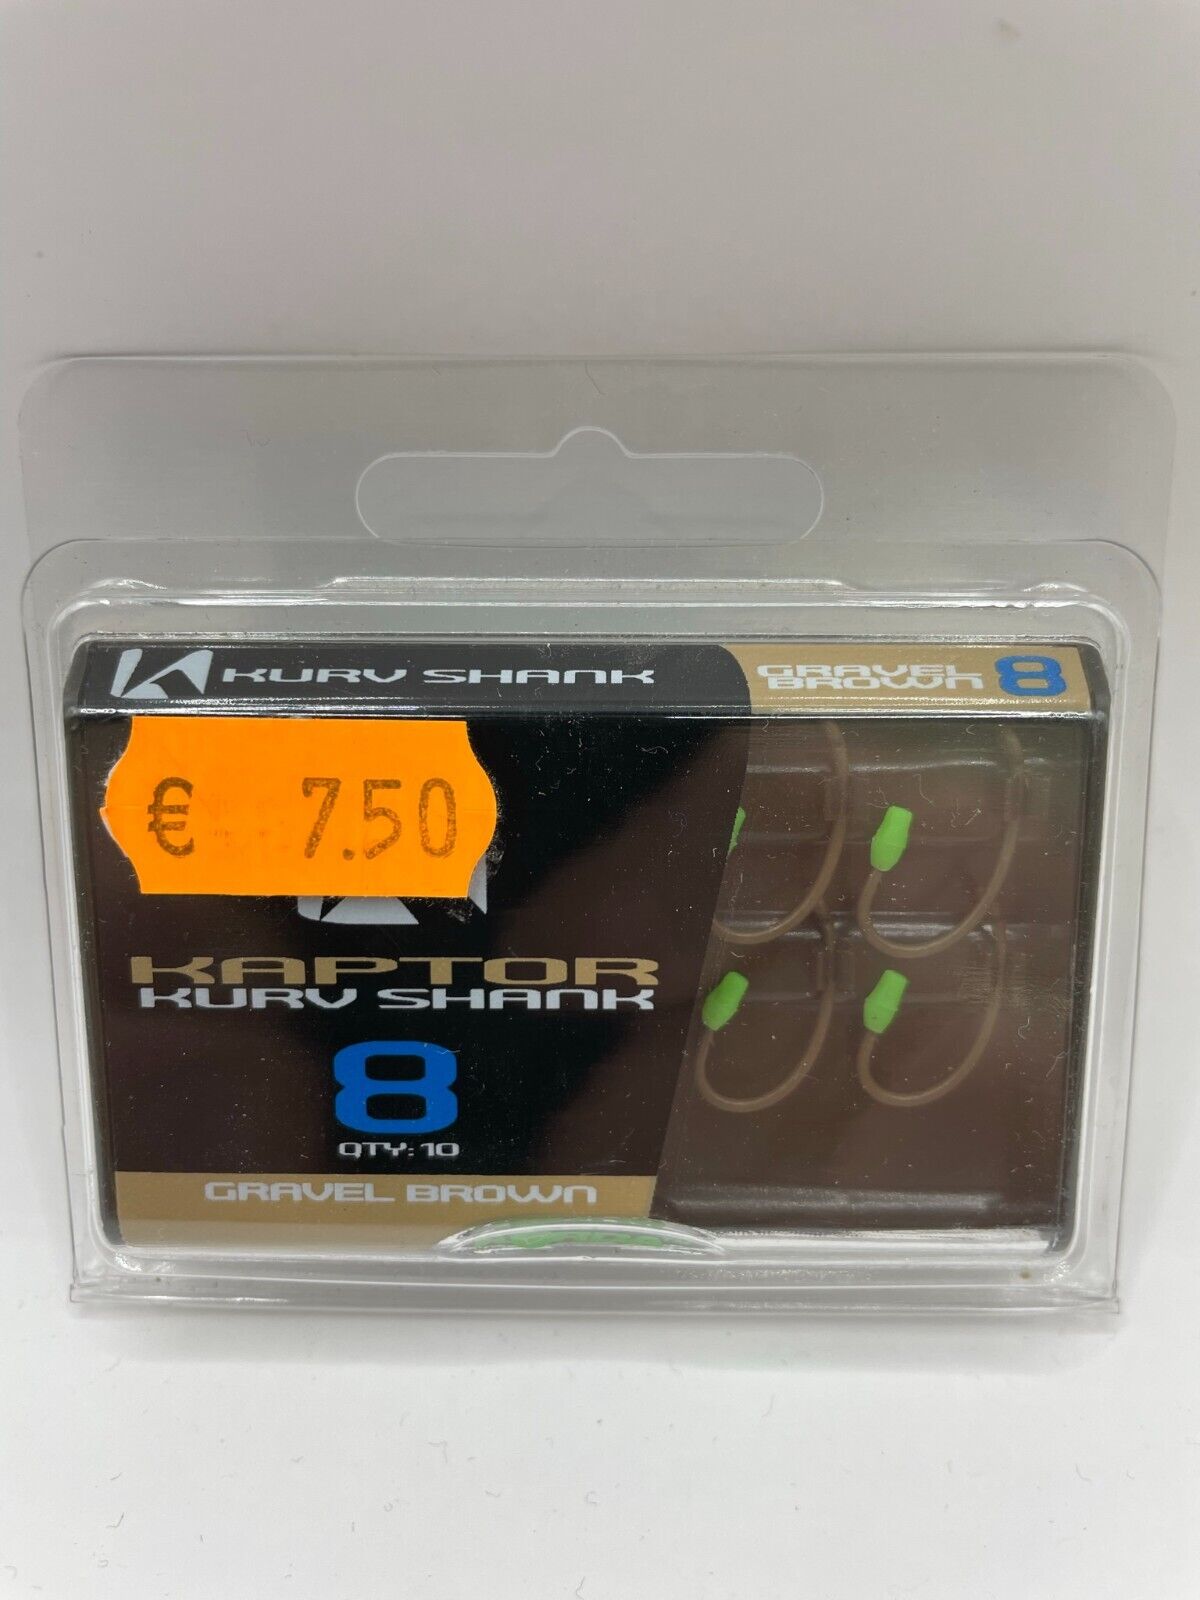 KURV SHANK
GRAVEL
BROWN 8
€ 7.50
KAPTOR
KURV SHANK
8
QTY: 10
GRAVEL BROWN